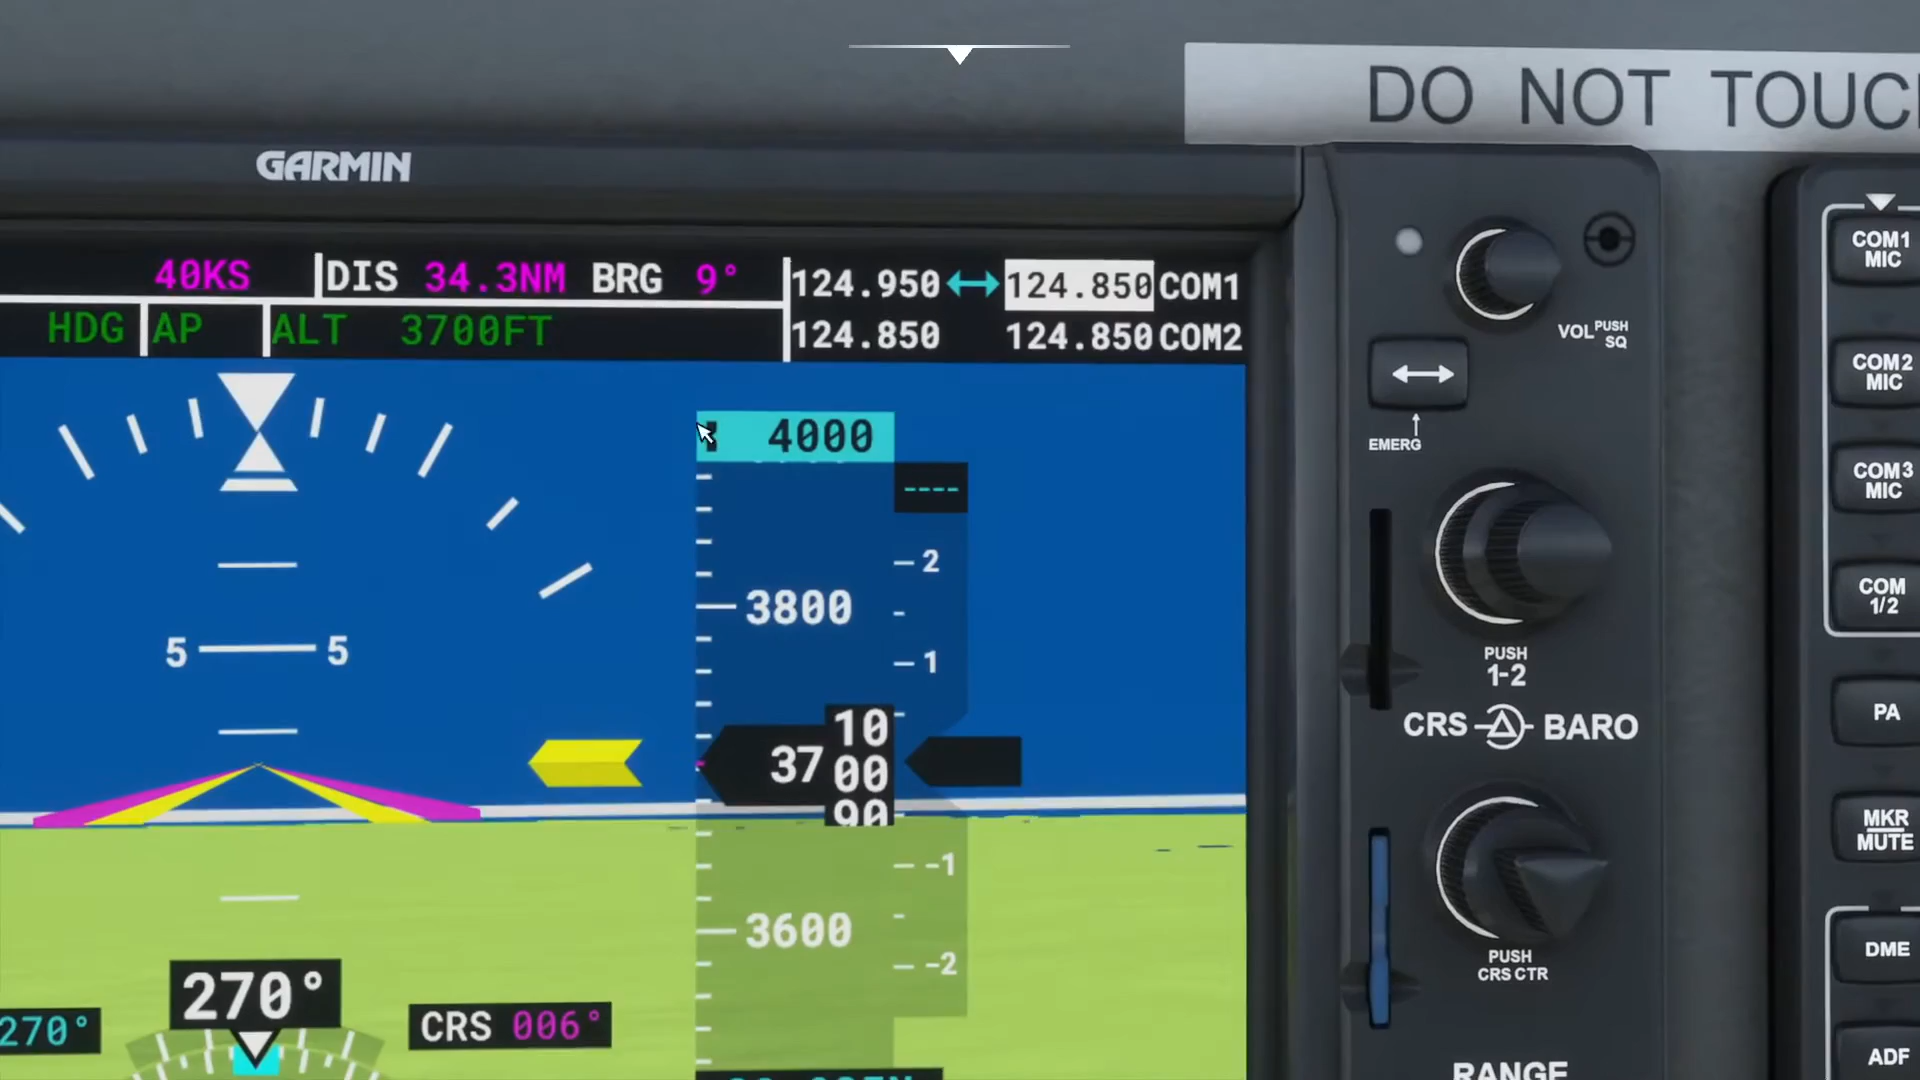 DO NOT TOUC
GARMIN
40KS DIS 34.3NM BRG 9° 124.950 124.850 COM1
HDG AP ALT 3700FT 124.850 124.850 COM2
4000
----
2
3800
1
5 5
10
37 00
90
-1
3600
-2
270°
270°
CRS 006°
VOL PUSH SQ
EMERG
PUSH
1-2
CRS BARO
PUSH
CRS CTR
RANGE
COM1
MIC
COM2
MIC
COM3
MIC
COM
1/2
PA
MKR
MUTE
DME
ADF